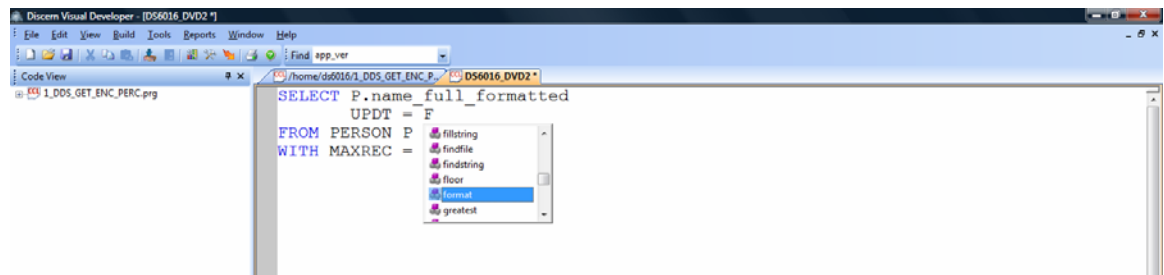 Discern Visual Developer - [DS6016_DVD2 *]
File Edit View Build Tools Reports Window Help
Find app_ver
Code View
/home/ds6016/1_DDS_GET_ENC_P... DS6016_DVD2 *
1_DDS_GET_ENC_PERC.prg
SELECT P.name_full_formatted
UPDT = F
FROM PERSON P
WITH MAXREC =
fillstring
findfile
findstring
floor
format
greatest